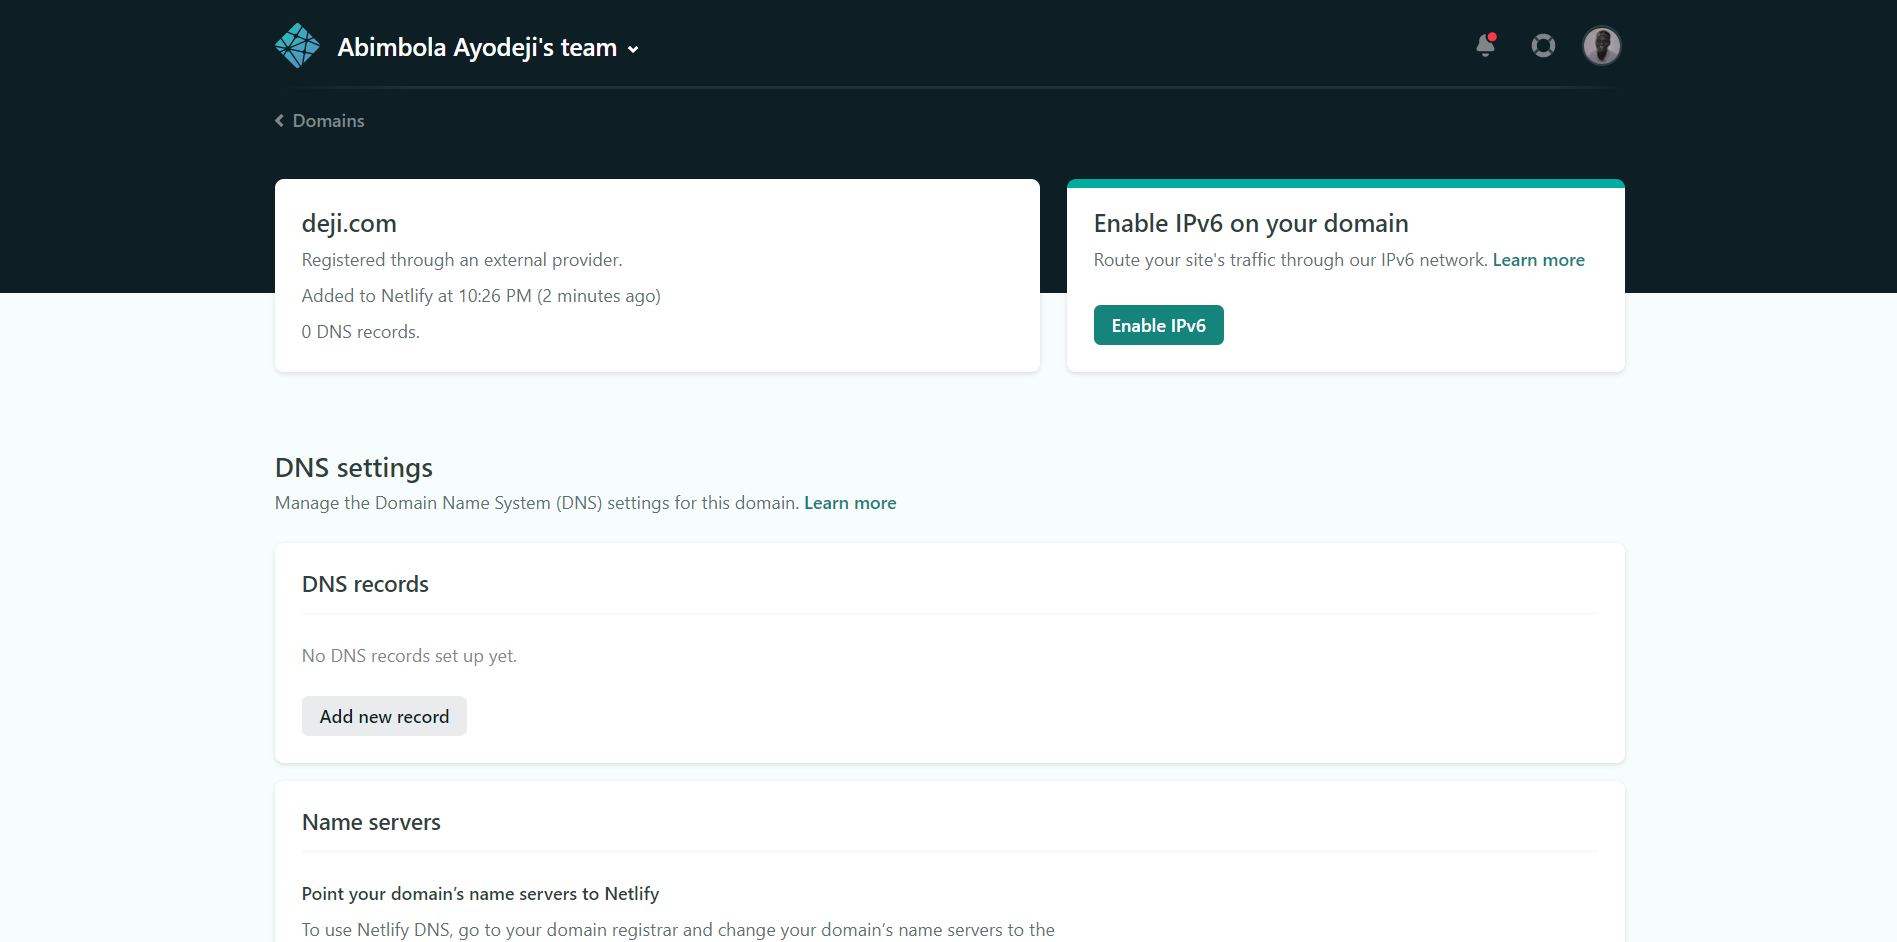 Abimbola Ayodeji's team
Domains
deji.com
Registered through an external provider.
Added to Netlify at 10:26 PM (2 minutes ago)
0 DNS records.
Enable IPv6 on your domain
Route your site's traffic through our IPv6 network. Learn more
Enable IPv6
DNS settings
Manage the Domain Name System (DNS) settings for this domain. Learn more
DNS records
No DNS records set up yet.
Add new record
Name servers
Point your domain’s name servers to Netlify
To use Netlify DNS, go to your domain registrar and change your domain’s name servers to the